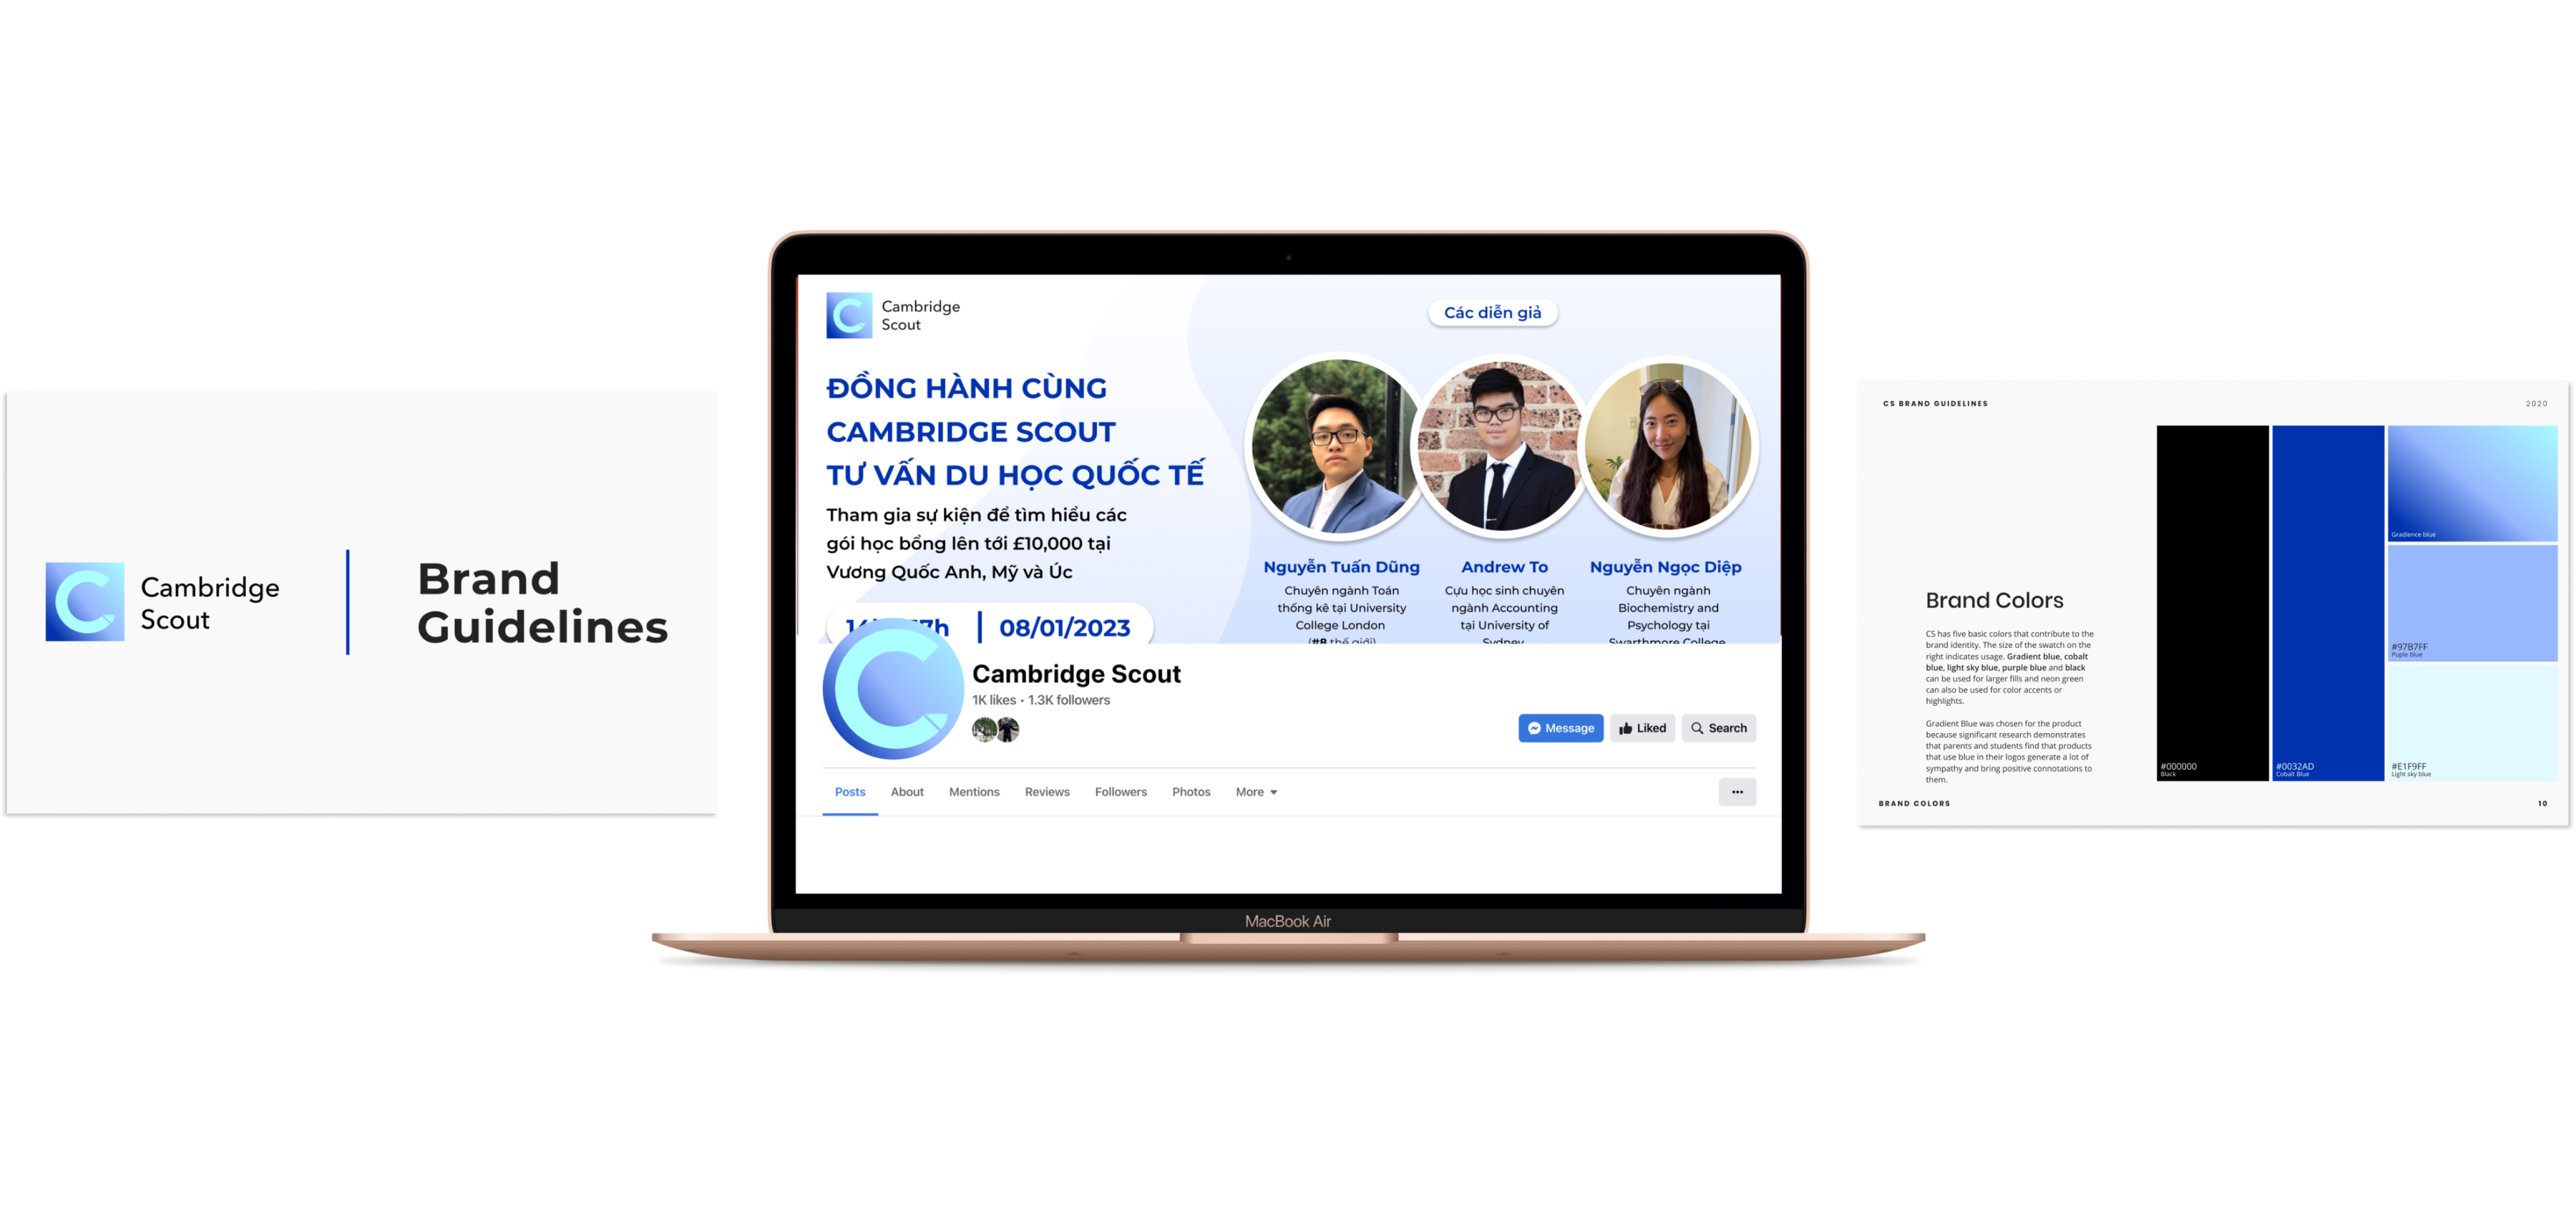 Cambridge
Scout
Brand
Guidelines
Cambridge
Scout
ĐỒNG HÀNH CÙNG
CAMBRIDGE SCOUT
TƯ VẤN DU HỌC QUỐC TẾ
Tham gia sự kiện để tìm hiểu các
gói học bổng lên tới £10,000 tại
Vương Quốc Anh, Mỹ và Úc
08/01/2023
Các diễn giả
Nguyễn Tuấn Dũng
Chuyên ngành Toán
thống kê tại University
College London
(#8 thế giới)
Andrew To
Cựu học sinh chuyên
ngành Accounting
tại University of
Sydney
Nguyễn Ngọc Diệp
Chuyên ngành
Biochemistry and
Psychology tại
Swarthmore College
Cambridge Scout
1K likes • 1.3K followers
Message
Liked
Search
Posts
About
Mentions
Reviews
Followers
Photos
More
MacBook Air
CS BRAND GUIDELINES
2020
Brand Colors
CS has five basic colors that contribute to the
brand identity. The size of the swatch on the
right indicates usage. Gradient blue, cobalt
blue, light sky blue, purple blue and black
can be used for larger fills and neon green
can also be used for color accents or
highlights.
Gradient Blue was chosen for the product
because significant research demonstrates
that parents and students find that products
that use blue in their logos generate a lot of
sympathy and bring positive connotations to
them.
#000000
Black
#0032AD
Cobalt Blue
Gradience blue
#97B7FF
Puple blue
#E1F9FF
Light sky blue
BRAND COLORS
10